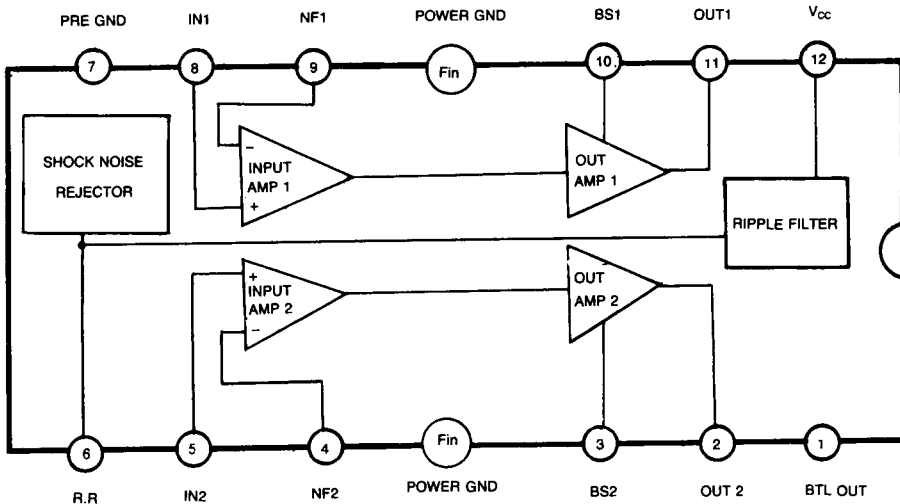 PRE GND IN1 NF1 POWER GND BS1 OUT1 VCC
7 8 9 Fin 10. 11 12
SHOCK NOISE
REJECTOR
−
INPUT
AMP 1
+
OUT
AMP 1
RIPPLE FILTER
+
INPUT
AMP 2
−
−
OUT
AMP 2
6 5 4 Fin 3 2 1
R.R IN2 NF2 POWER GND BS2 OUT 2 BTL OUT